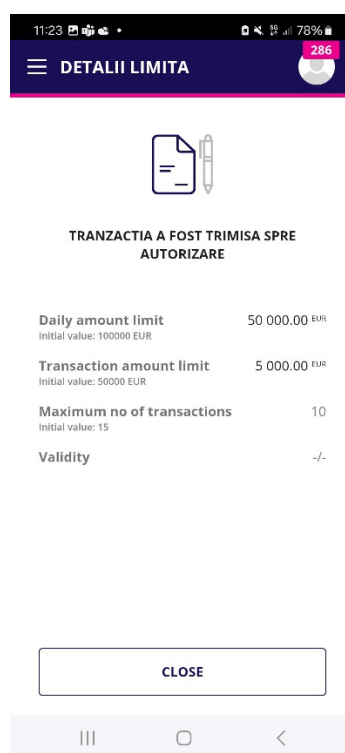 11:23
78%
286
DETALII LIMITA
TRANZACTIA A FOST TRIMISA SPRE
AUTORIZARE
Daily amount limit 50 000.00 EUR
Initial value: 100000 EUR
Transaction amount limit 5 000.00 EUR
Initial value: 50000 EUR
Maximum no of transactions 10
Initial value: 15
Validity -/-
CLOSE